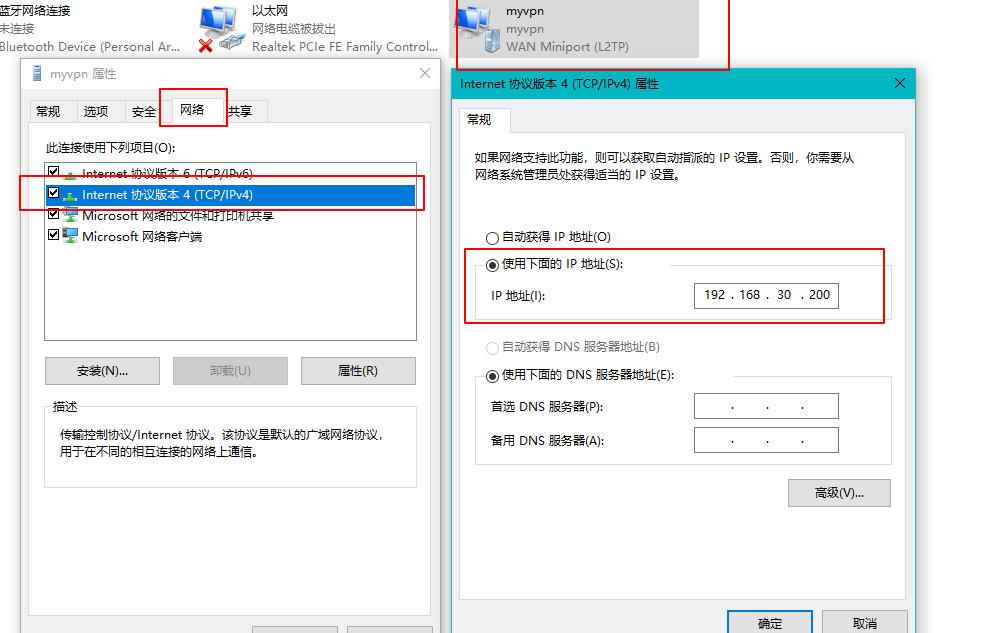 蓝牙网络连接
未连接
Bluetooth Device (Personal Ar...
以太网
网络电缆被拔出
Realtek PCIe FE Family Control...
myvpn
myvpn
WAN Miniport (L2TP)
myvpn 属性
常规
选项
安全
网络
共享
此连接使用下列项目(O):
Internet 协议版本 6 (TCP/IPv6)
Internet 协议版本 4 (TCP/IPv4)
Microsoft 网络的文件和打印机共享
Microsoft 网络客户端
安装(N)...
卸载(U)
属性(R)
描述
传输控制协议/Internet 协议。该协议是默认的广域网络协议，
用于在不同的相互连接的网络上通信。
Internet 协议版本 4 (TCP/IPv4) 属性
常规
如果网络支持此功能，则可以获取自动指派的 IP 设置。否则，你需要从
网络系统管理员处获得适当的 IP 设置。
自动获得 IP 地址(O)
使用下面的 IP 地址(S):
IP 地址(I):
192 . 168 . 30 . 200
自动获得 DNS 服务器地址(B)
使用下面的 DNS 服务器地址(E):
首选 DNS 服务器(P):
. . .
备用 DNS 服务器(A):
. . .
高级(V)...
确定
取消